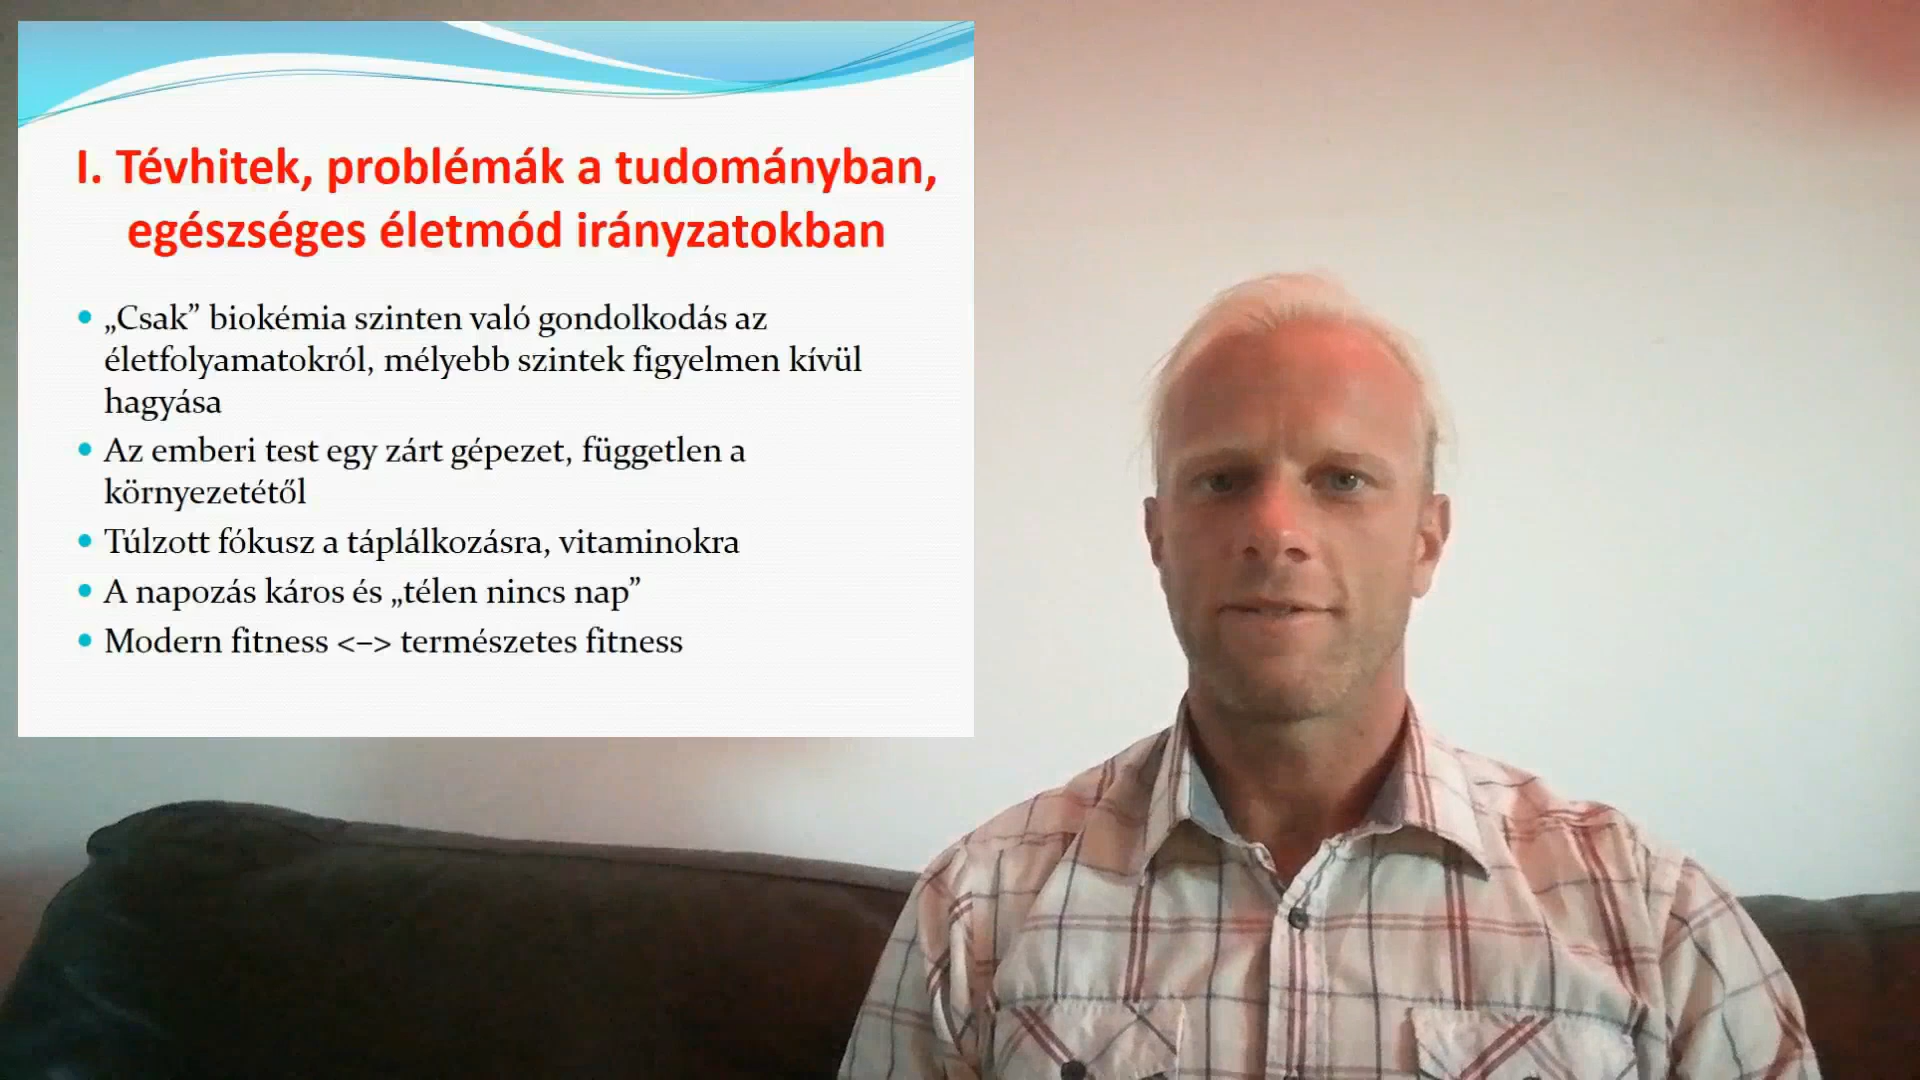 I. Tévhitek, problémák a tudományban,
egészséges életmód irányzatokban
• „Csak” biokémia szinten való gondolkodás az
életfolyamatokról, mélyebb szintek figyelmen kívül
hagyása
• Az emberi test egy zárt gépezet, független a
környezetétől
• Túlzott fókusz a táplálkozásra, vitaminokra
• A napozás káros és „télen nincs nap”
• Modern fitness <–> természetes fitness